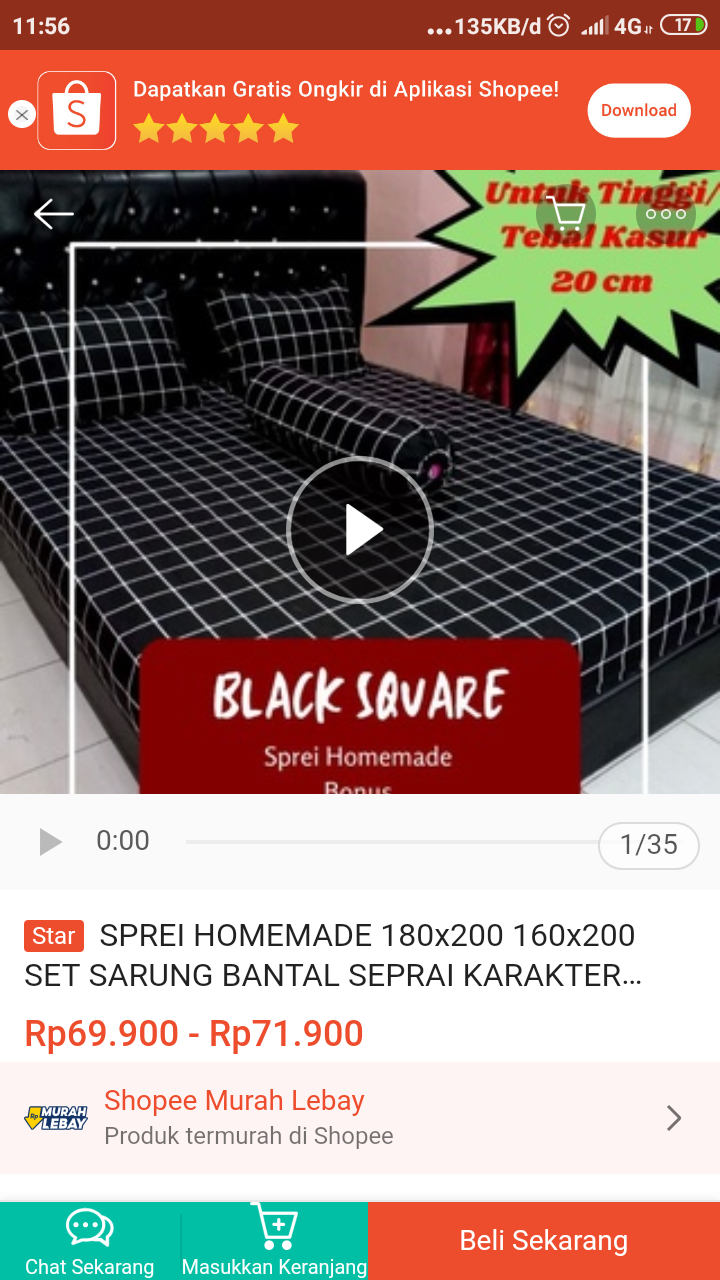 11:56
...135KB/d
4G
17
Dapatkan Gratis Ongkir di Aplikasi Shopee!
S
Download
Untuk Tinggi/
Tebal Kasur
20 cm
BLACK SQUARE
Sprei Homemade
Bonus
0:00
1/35
Star SPREI HOMEMADE 180x200 160x200
SET SARUNG BANTAL SEPRAI KARAKTER...
Rp69.900 - Rp71.900
Rp MURAH
LEBAY
Shopee Murah Lebay
Produk termurah di Shopee
Chat Sekarang
Masukkan Keranjang
Beli Sekarang